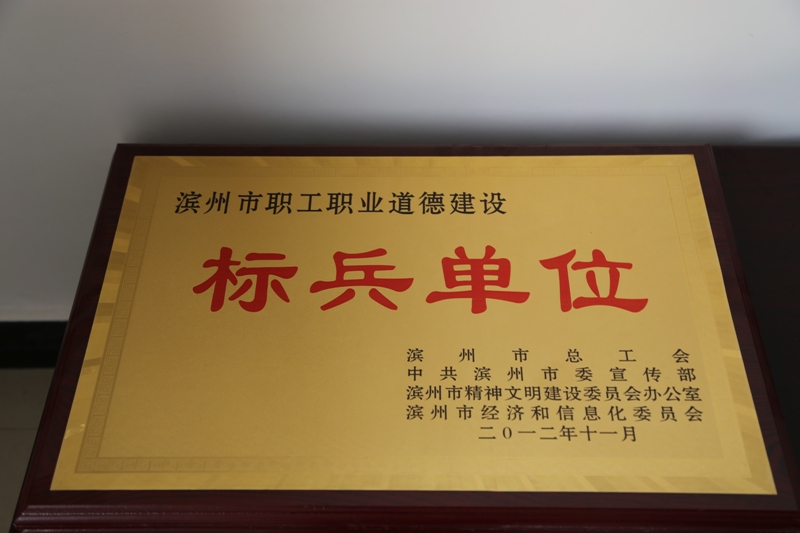 滨州市职工职业道德建设
标兵单位
滨州市总工会
中共滨州市委宣传部
滨州市精神文明建设委员会办公室
滨州市经济和信息化委员会
二〇一二年十一月